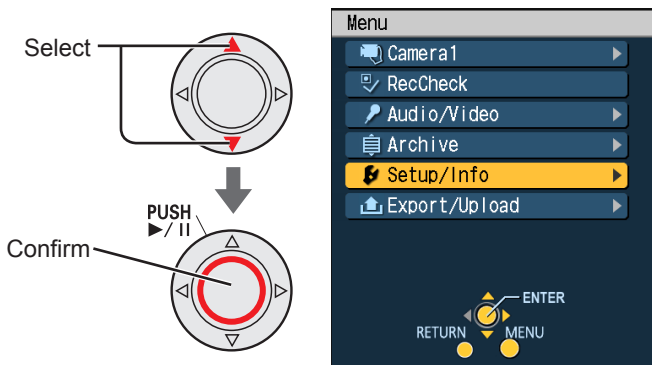 Select
PUSH
▶/II
Confirm
Menu
Camera1
RecCheck
Audio/Video
Archive
Setup/Info
Export/Upload
ENTER
RETURN
MENU